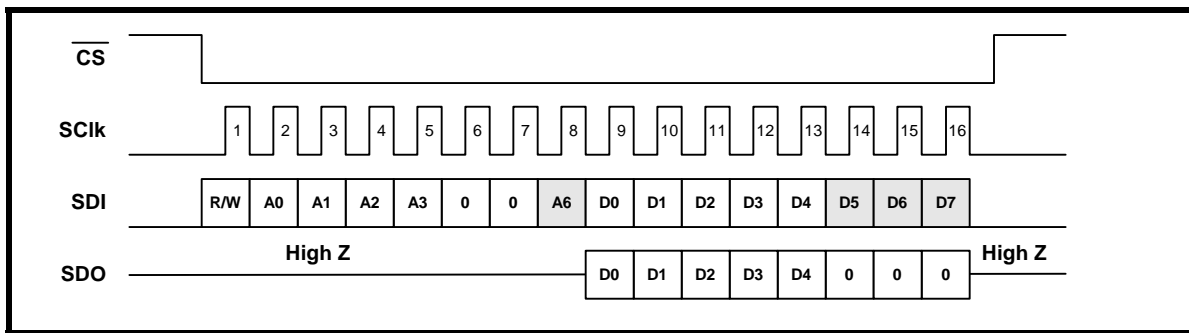 CS
SClk 1 2 3 4 5 6 7 8 9 10 11 12 13 14 15 16
SDI R/W A0 A1 A2 A3 0 0 A6 D0 D1 D2 D3 D4 D5 D6 D7
High Z High Z
SDO D0 D1 D2 D3 D4 0 0 0